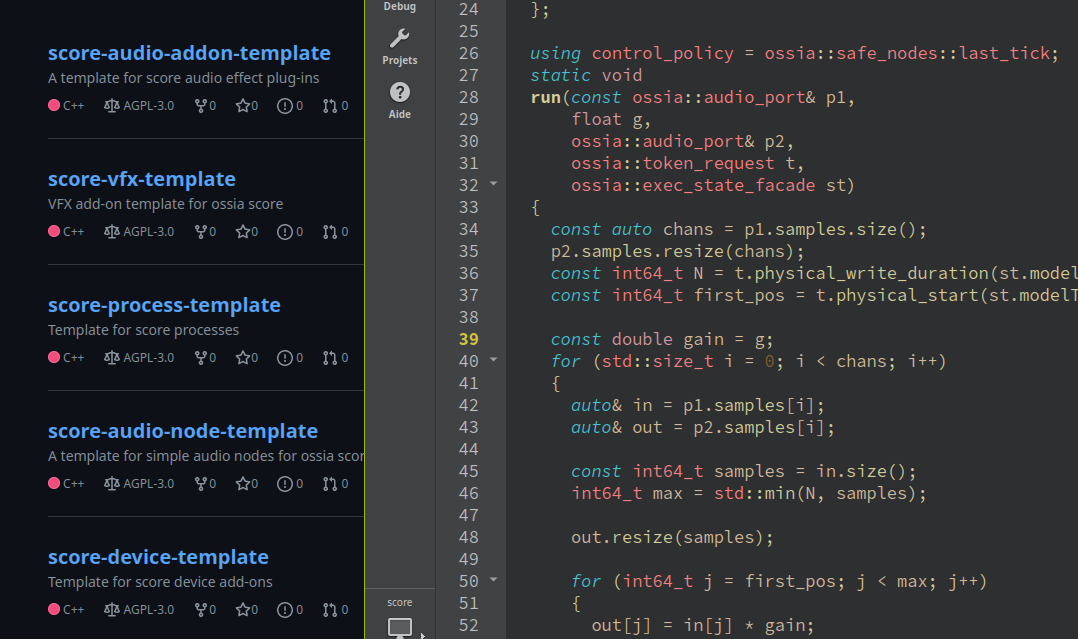 score-audio-addon-template
A template for score audio effect plug-ins
C++ AGPL-3.0 0 0 0 0
score-vfx-template
VFX add-on template for ossia score
C++ AGPL-3.0 0 0 0 0
score-process-template
Template for score processes
C++ AGPL-3.0 0 0 0 0
score-audio-node-template
A template for simple audio nodes for ossia scor
C++ AGPL-3.0 0 0 0 0
score-device-template
Template for score device add-ons
C++ AGPL-3.0 0 0 0 0
Debug
Projets
?
Aide
score
24 };
25
26 using control_policy = ossia::safe_nodes::last_tick;
27 static void
28 run(const ossia::audio_port& p1,
29 float g,
30 ossia::audio_port& p2,
31 ossia::token_request t,
32 ossia::exec_state_facade st)
33 {
34 const auto chans = p1.samples.size();
35 p2.samples.resize(chans);
36 const int64_t N = t.physical_write_duration(st.model
37 const int64_t first_pos = t.physical_start(st.modelT
38
39 const double gain = g;
40 for (std::size_t i = 0; i < chans; i++)
41 {
42 auto& in = p1.samples[i];
43 auto& out = p2.samples[i];
44
45 const int64_t samples = in.size();
46 int64_t max = std::min(N, samples);
47
48 out.resize(samples);
49
50 for (int64_t j = first_pos; j < max; j++)
51 {
52 out[j] = in[j] * gain;